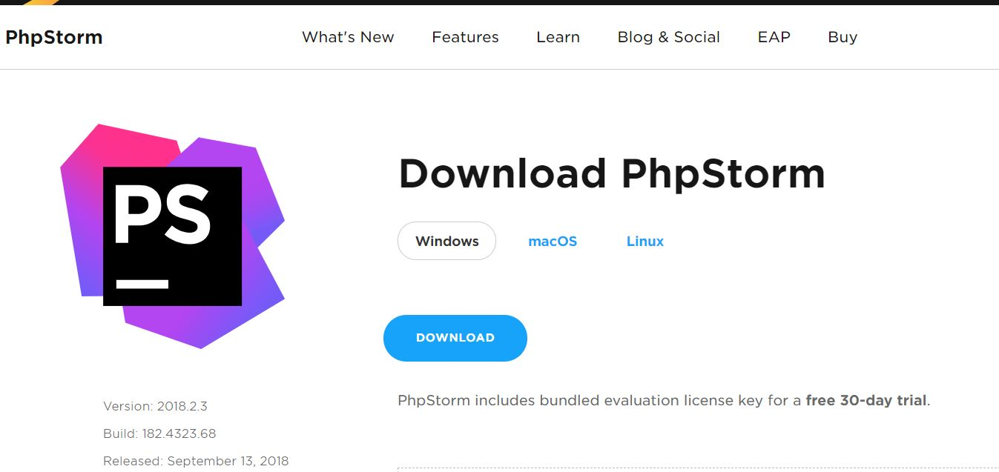 PhpStorm
What's New Features Learn Blog & Social EAP Buy
PS
Download PhpStorm
Windows macOS Linux
DOWNLOAD
PhpStorm includes bundled evaluation license key for a free 30-day trial.
Version: 2018.2.3
Build: 182.4323.68
Released: September 13, 2018